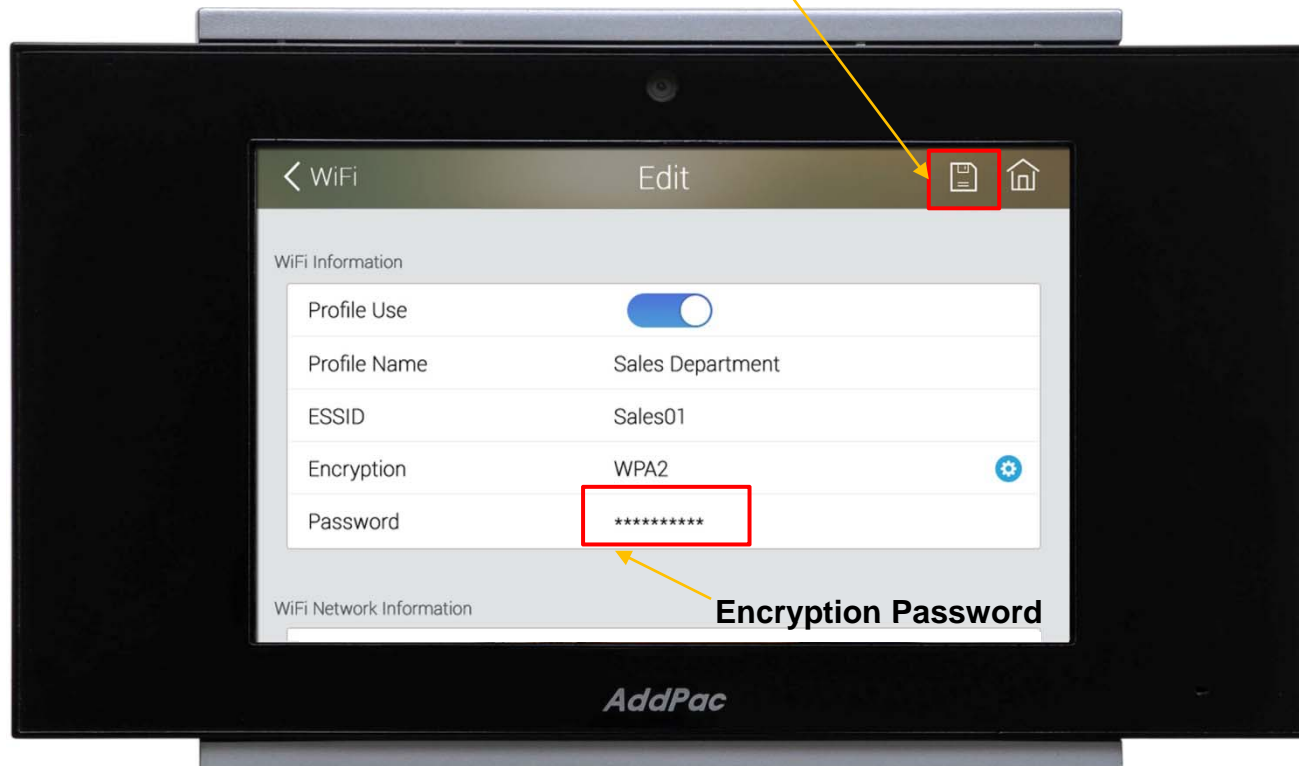 WiFi Edit
WiFi Information
Profile Use
Profile Name Sales Department
ESSID Sales01
Encryption WPA2
Password **********
Encryption Password
WiFi Network Information
AddPac